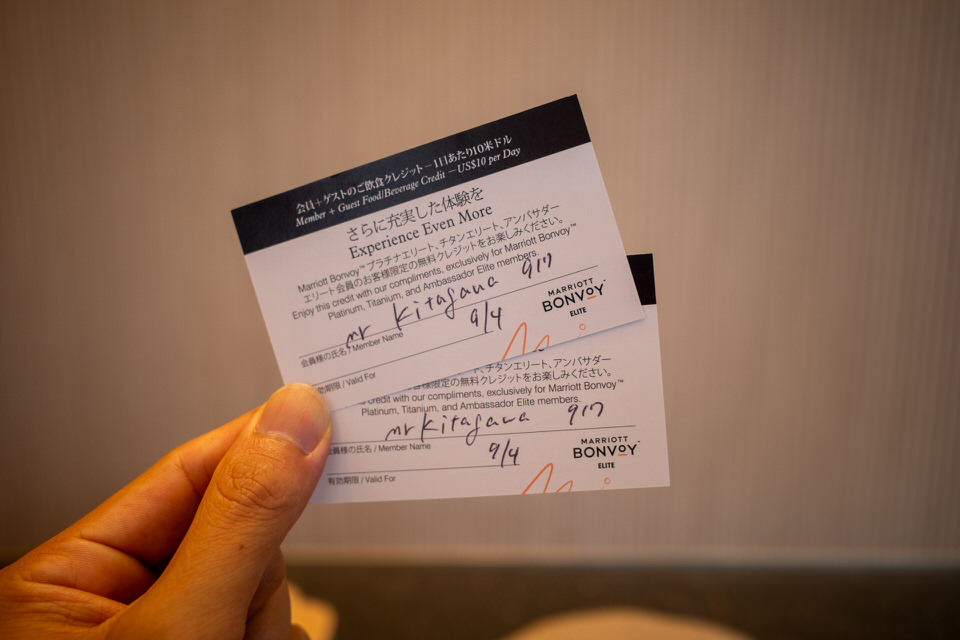 会員+ゲストのご飲食クレジットー1日あたり10米ドル
Member + Guest Food/Beverage Credit —US$10 per Day
さらに充実した体験を
Experience Even More
Marriott Bonvoy™プラチナエリート、チタンエリート、アンバサダー
エリート会員のお客様限定の無料クレジットをお楽しみください。
Enjoy this credit with our compliments, exclusively for Marriott Bonvoy™
Platinum, Titanium, and Ambassador Elite members.
mr Kitagawa 917
会員様の氏名 / Member Name
9/4
効期限 / Valid For
MARRIOTT
BONVOY
ELITE
チタンエリート、アンバサダー
客様限定の無料クレジットをお楽しみください。
credit with our compliments, exclusively for Marriott Bonvoy™
Platinum, Titanium, and Ambassador Elite members.
mr Kitagawa 917
員様の氏名 / Member Name
9/4
有効期限 / Valid For
MARRIOTT
BONVOY
ELITE